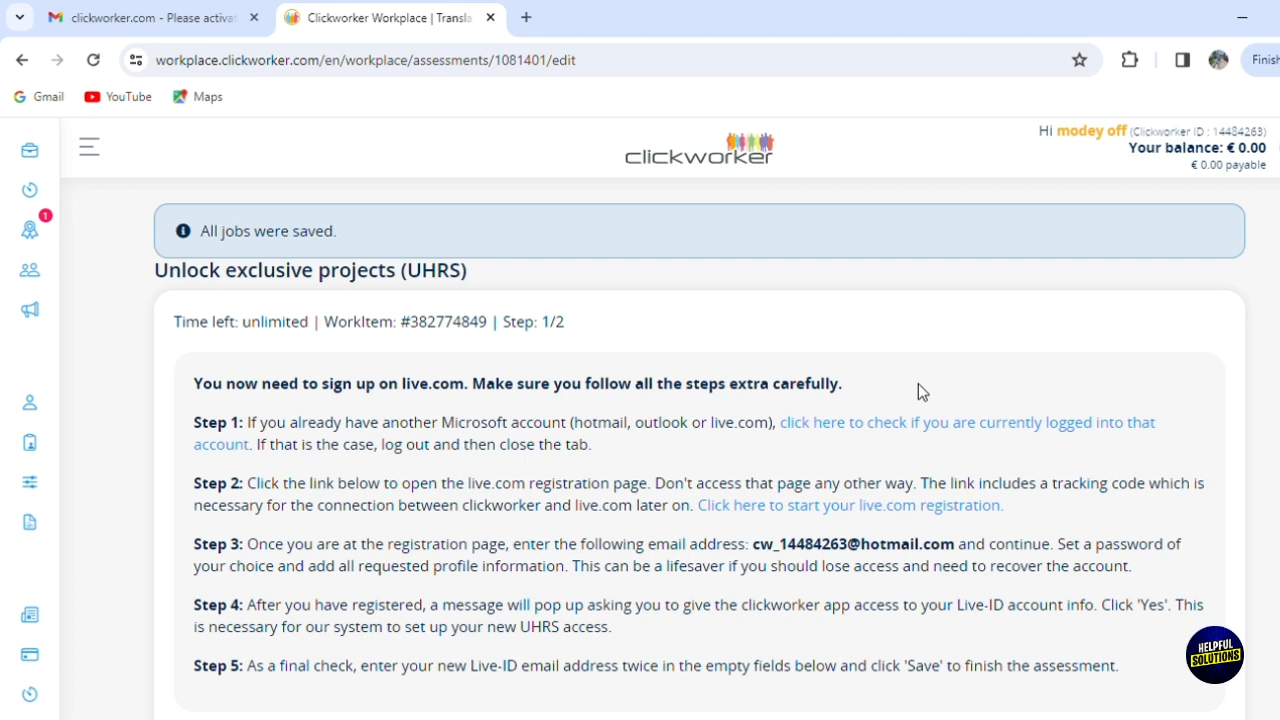 clickworker.com - Please activat
Clickworker Workplace | Transla
workplace.clickworker.com/en/workplace/assessments/1081401/edit
Finish
Gmail
YouTube
Maps
clickworker
Hi modey off (Clickworker ID : 14484263)
Your balance: € 0.00
€ 0.00 payable
1
All jobs were saved.
Unlock exclusive projects (UHRS)
Time left: unlimited | WorkItem: #382774849 | Step: 1/2
You now need to sign up on live.com. Make sure you follow all the steps extra carefully.
Step 1: If you already have another Microsoft account (hotmail, outlook or live.com), click here to check if you are currently logged into that
account. If that is the case, log out and then close the tab.
Step 2: Click the link below to open the live.com registration page. Don't access that page any other way. The link includes a tracking code which is
necessary for the connection between clickworker and live.com later on. Click here to start your live.com registration.
Step 3: Once you are at the registration page, enter the following email address: cw_14484263@hotmail.com and continue. Set a password of
your choice and add all requested profile information. This can be a lifesaver if you should lose access and need to recover the account.
Step 4: After you have registered, a message will pop up asking you to give the clickworker app access to your Live-ID account info. Click 'Yes'. This
is necessary for our system to set up your new UHRS access.
Step 5: As a final check, enter your new Live-ID email address twice in the empty fields below and click 'Save' to finish the assessment.
HELPFUL
SOLUTIONS